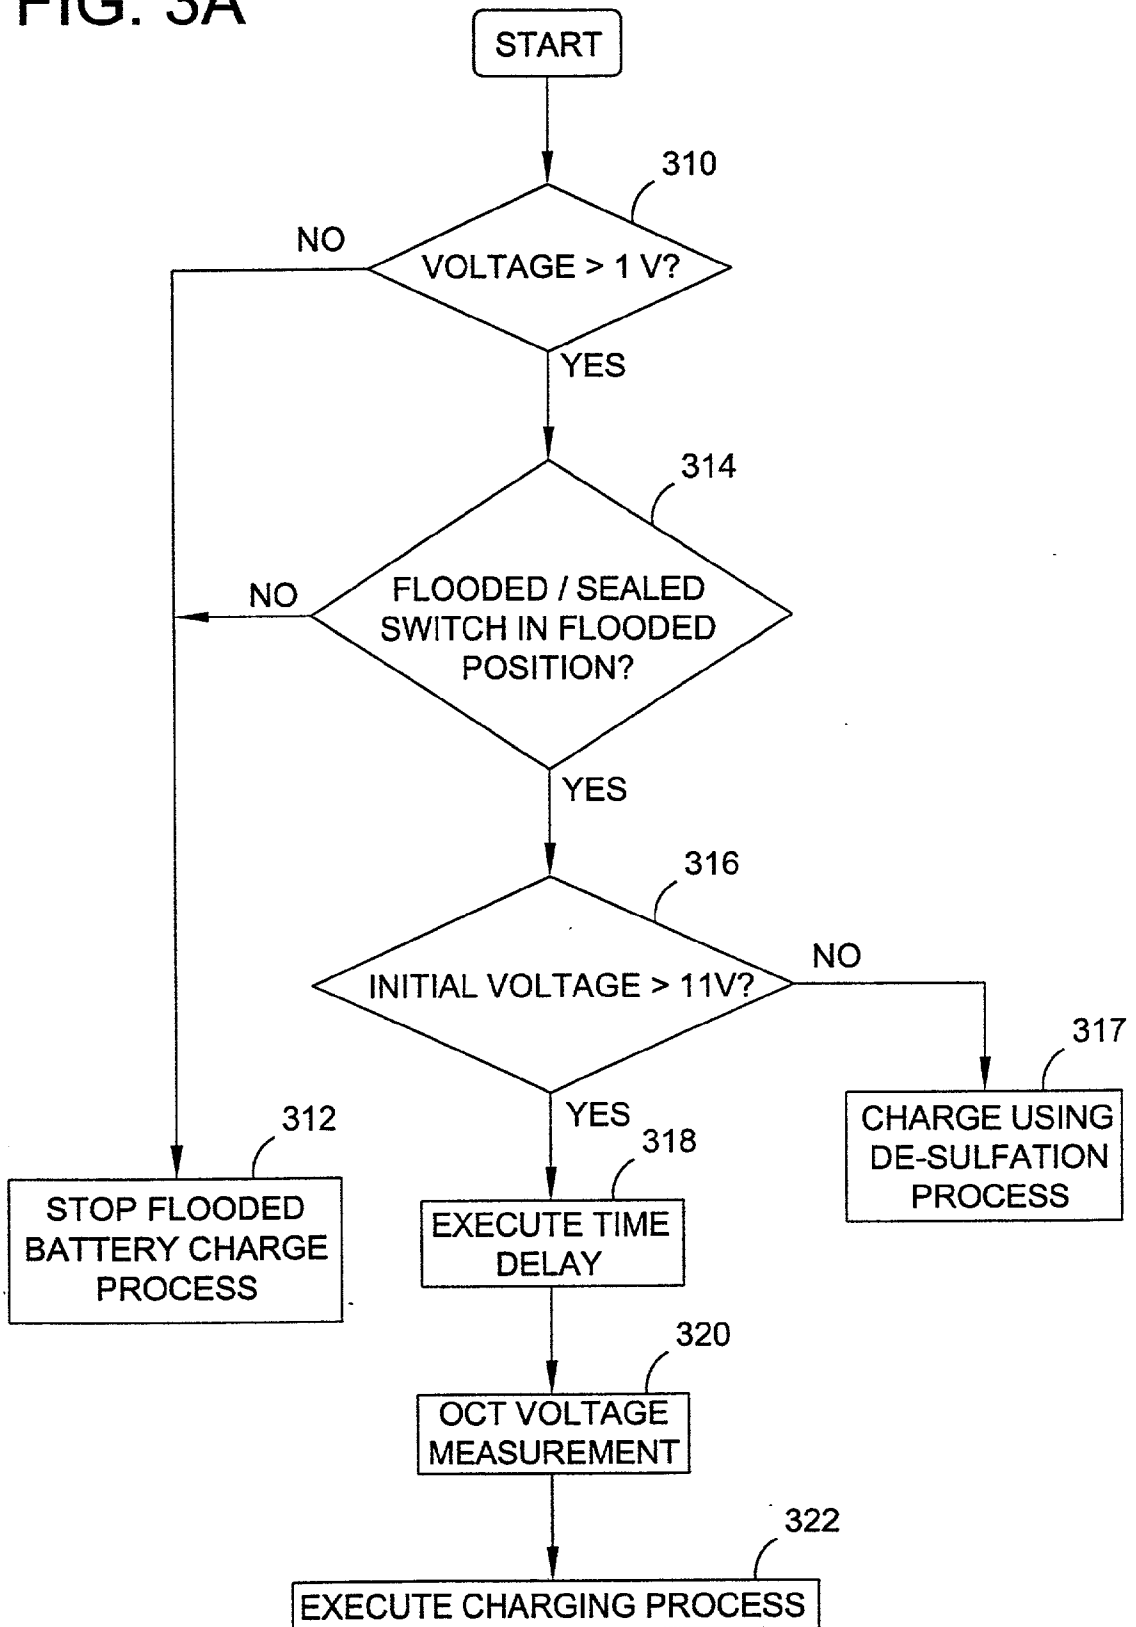 FIG. 3A
START
310
VOLTAGE > 1 V?
NO
YES
314
FLOODED / SEALED
SWITCH IN FLOODED
POSITION?
NO
YES
316
INITIAL VOLTAGE > 11V?
NO
YES
317
CHARGE USING
DE-SULFATION
PROCESS
312
STOP FLOODED
BATTERY CHARGE
PROCESS
318
EXECUTE TIME
DELAY
320
OCT VOLTAGE
MEASUREMENT
322
EXECUTE CHARGING PROCESS